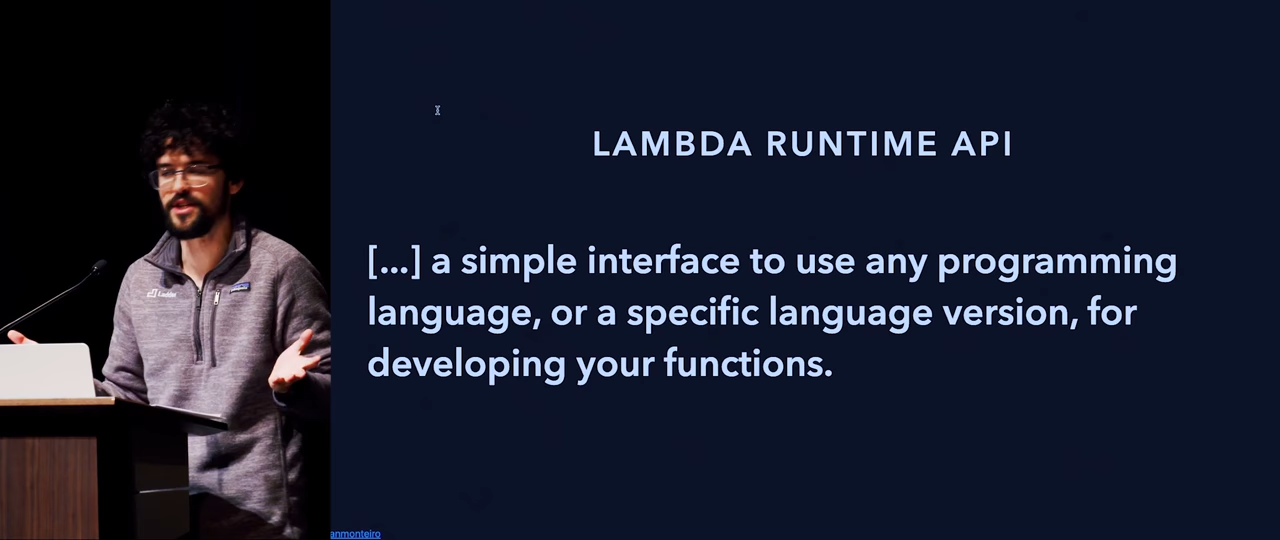 LAMBDA RUNTIME API
[...] a simple interface to use any programming
language, or a specific language version, for
developing your functions.
Ladder
anmonteiro